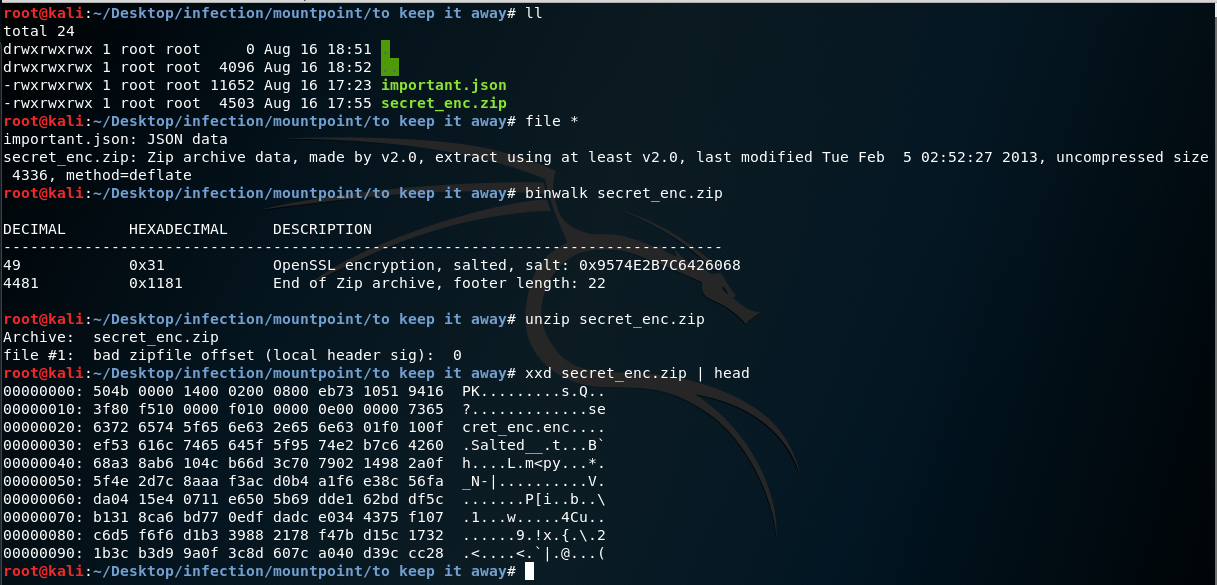 root@kali:~/Desktop/infection/mountpoint/to keep it away# ll
total 24
drwxrwxrwx 1 root root     0 Aug 16 18:51 .
drwxrwxrwx 1 root root  4096 Aug 16 18:52 ..
-rwxrwxrwx 1 root root 11652 Aug 16 17:23 important.json
-rwxrwxrwx 1 root root  4503 Aug 16 17:55 secret_enc.zip
root@kali:~/Desktop/infection/mountpoint/to keep it away# file *
important.json: JSON data
secret_enc.zip: Zip archive data, made by v2.0, extract using at least v2.0, last modified Tue Feb  5 02:52:27 2013, uncompressed size
 4336, method=deflate
root@kali:~/Desktop/infection/mountpoint/to keep it away# binwalk secret_enc.zip
DECIMAL       HEXADECIMAL     DESCRIPTION
--------------------------------------------------------------------------------
49            0x31            OpenSSL encryption, salted, salt: 0x9574E2B7C6426068
4481          0x1181          End of Zip archive, footer length: 22
root@kali:~/Desktop/infection/mountpoint/to keep it away# unzip secret_enc.zip
Archive:  secret_enc.zip
file #1:  bad zipfile offset (local header sig):  0
root@kali:~/Desktop/infection/mountpoint/to keep it away# xxd secret_enc.zip | head
00000000: 504b 0000 1400 0200 0800 eb73 1051 9416  PK.........s.Q..
00000010: 3f80 f510 0000 f010 0000 0e00 0000 7365  ?.............se
00000020: 6372 6574 5f65 6e63 2e65 6e63 01f0 100f  cret_enc.enc....
00000030: ef53 616c 7465 645f 5f95 74e2 b7c6 4260  .Salted__.t...B`
00000040: 68a3 8ab6 104c b66d 3c70 7902 1498 2a0f  h....L.m<py...*.
00000050: 5f4e 2d7c 8aaa f3ac d0b4 a1f6 e38c 56fa  _N-|..........V.
00000060: da04 15e4 0711 e650 5b69 dde1 62bd df5c  .......P[i..b..\
00000070: b131 8ca6 bd77 0edf dadc e034 4375 f107  .1...w.....4Cu..
00000080: c6d5 f6f6 d1b3 3988 2178 f47b d15c 1732  ......9.!x.{.\.2
00000090: 1b3c b3d9 9a0f 3c8d 607c a040 d39c cc28  .<....<.`|.@...(
root@kali:~/Desktop/infection/mountpoint/to keep it away#